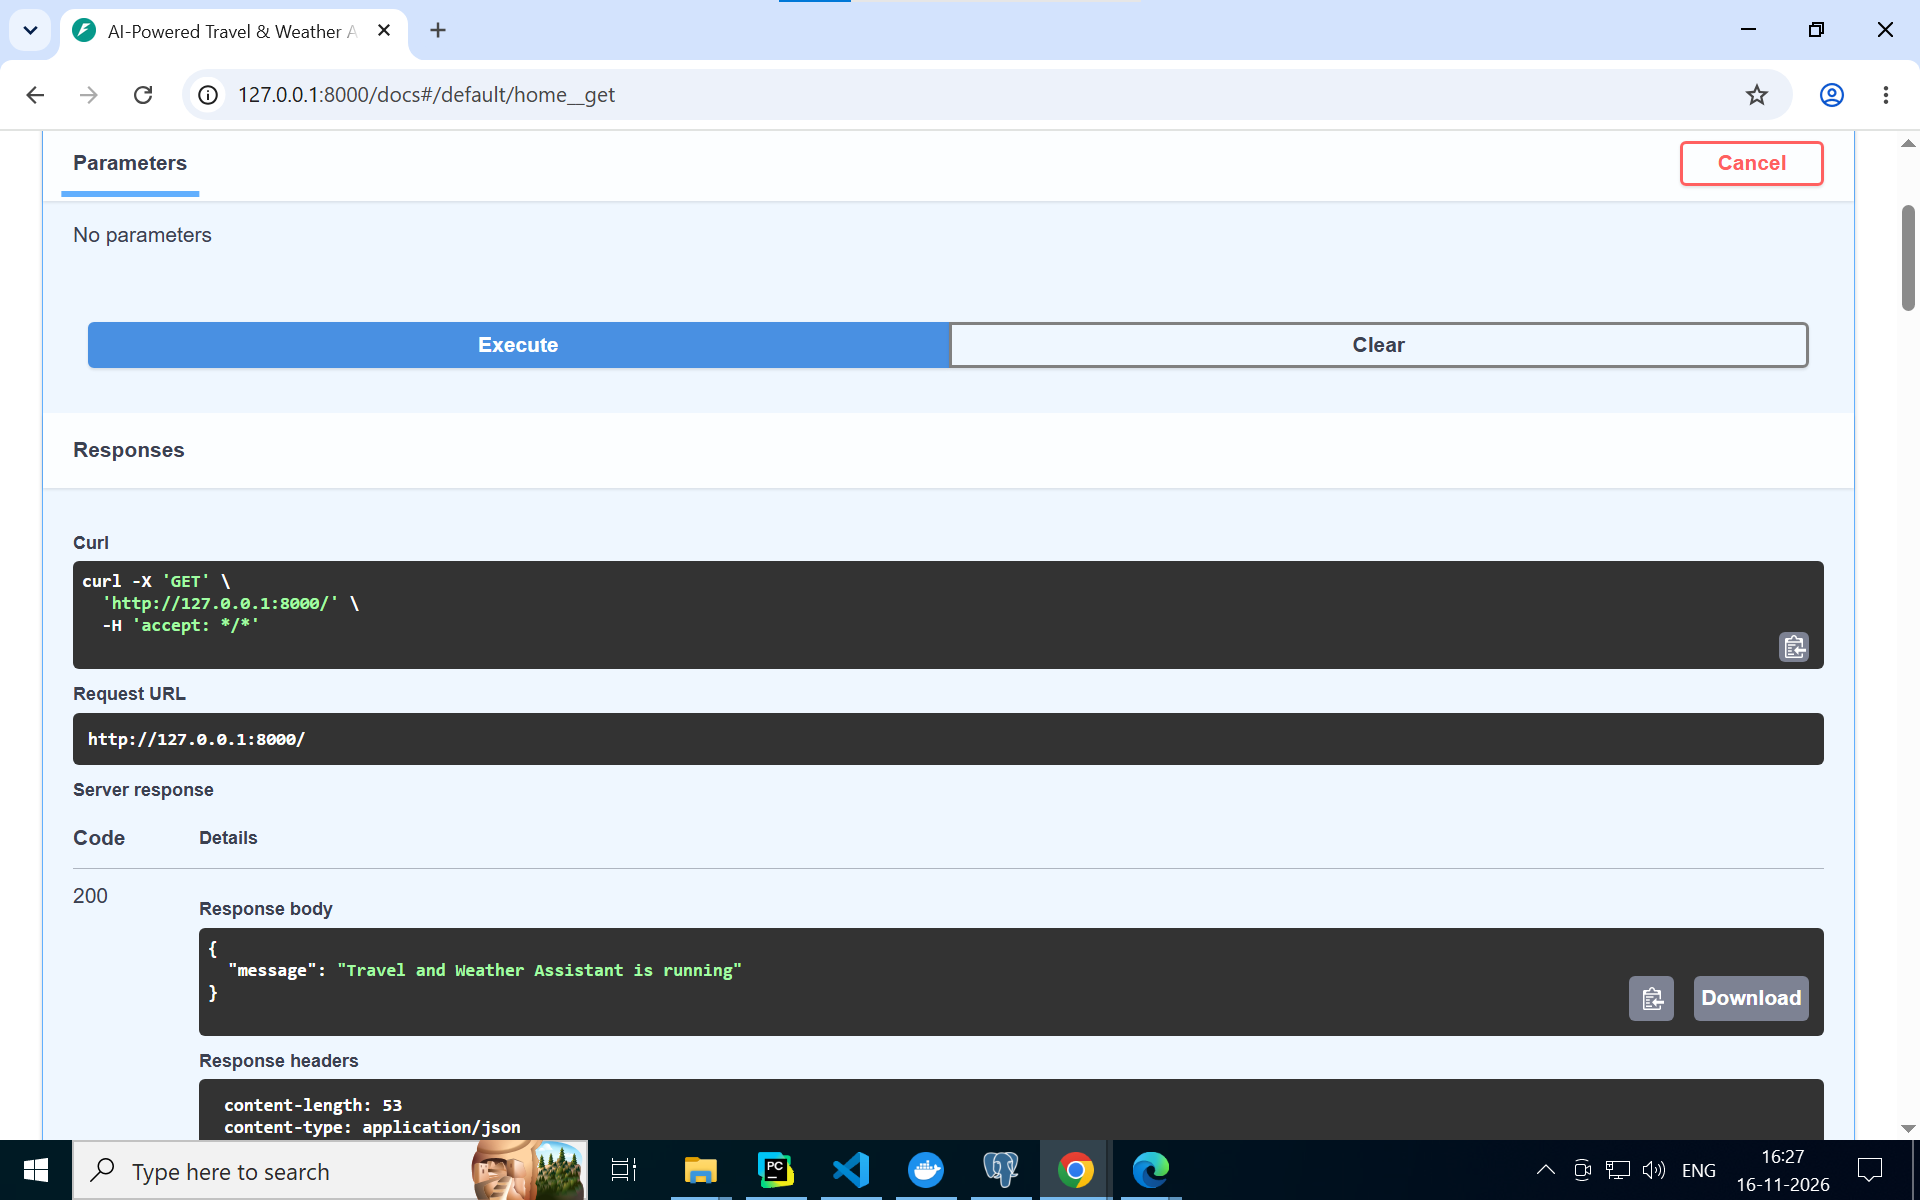 AI-Powered Travel & Weather A
127.0.0.1:8000/docs#/default/home__get
Parameters
Cancel
No parameters
Execute
Clear
Responses
Curl
curl -X 'GET' \
'http://127.0.0.1:8000/' \
-H 'accept: */*'
Request URL
http://127.0.0.1:8000/
Server response
Code
Details
200
Response body
{
"message": "Travel and Weather Assistant is running"
}
Download
Response headers
content-length: 53
content-type: application/json
Type here to search
PC
ENG
16:27
16-11-2026